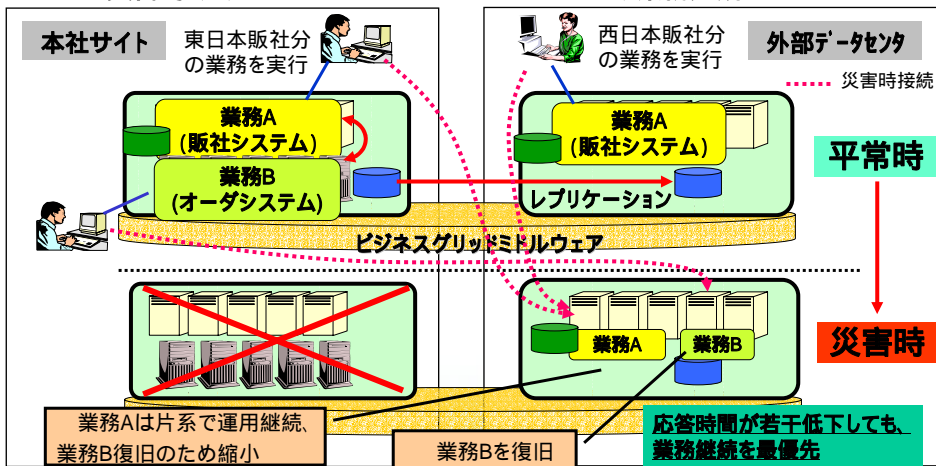 本社サイト
東日本販社分
の業務を実行
西日本販社分
の業務を実行
外部データセンタ
災害時接続
業務A
(販社システム)
業務B
(オーダシステム)
業務A
(販社システム)
レプリケーション
平常時
ビジネスグリッドミドルウェア
業務A
業務B
災害時
業務Aは片系で運用継続、
業務B復旧のため縮小
業務Bを復旧
応答時間が若干低下しても、
業務継続を最優先